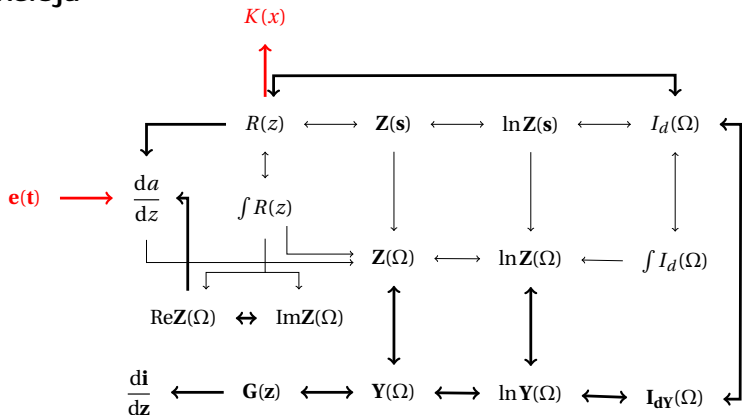 K(x)
R(z) Z(s) ln Z(s) I_d(Ω)
e(t) da/dz ∫ R(z)
Z(Ω) ln Z(Ω) ∫ I_d(Ω)
ReZ(Ω) ImZ(Ω)
di/dz G(z) Y(Ω) ln Y(Ω) I_dY(Ω)